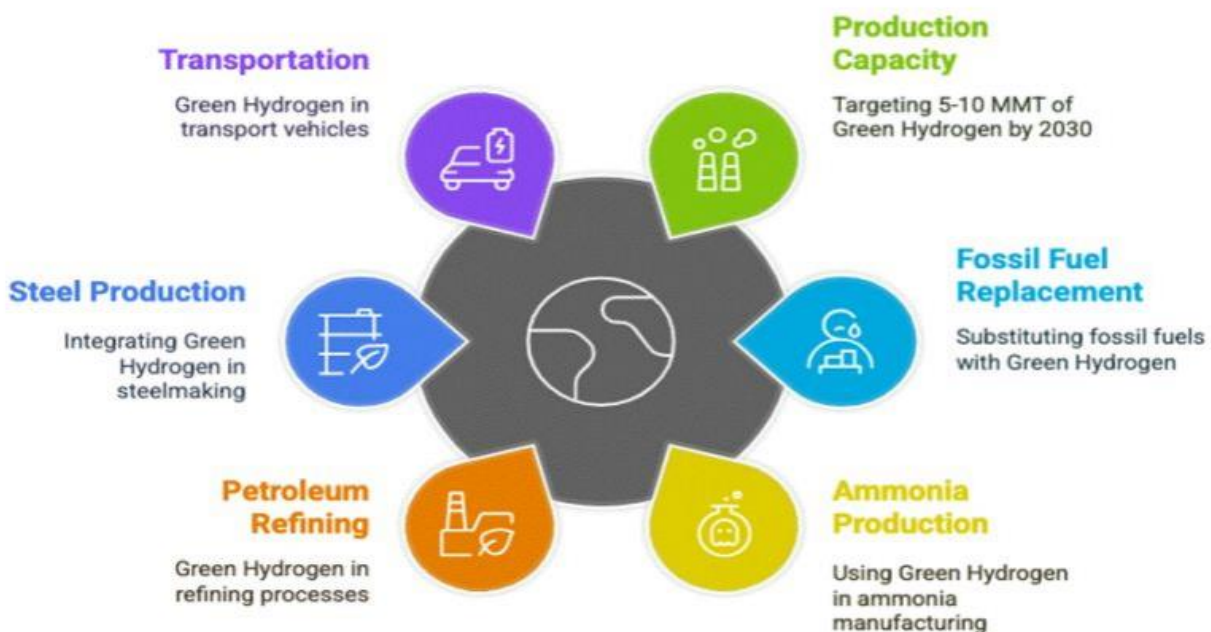 Transportation
Green Hydrogen in
transport vehicles
Production
Capacity
Targeting 5-10 MMT of
Green Hydrogen by 2030
Steel Production
Integrating Green
Hydrogen in
steelmaking
Fossil Fuel
Replacement
Substituting fossil fuels
with Green Hydrogen
Petroleum
Refining
Green Hydrogen in
refining processes
Ammonia
Production
Using Green Hydrogen
in ammonia
manufacturing